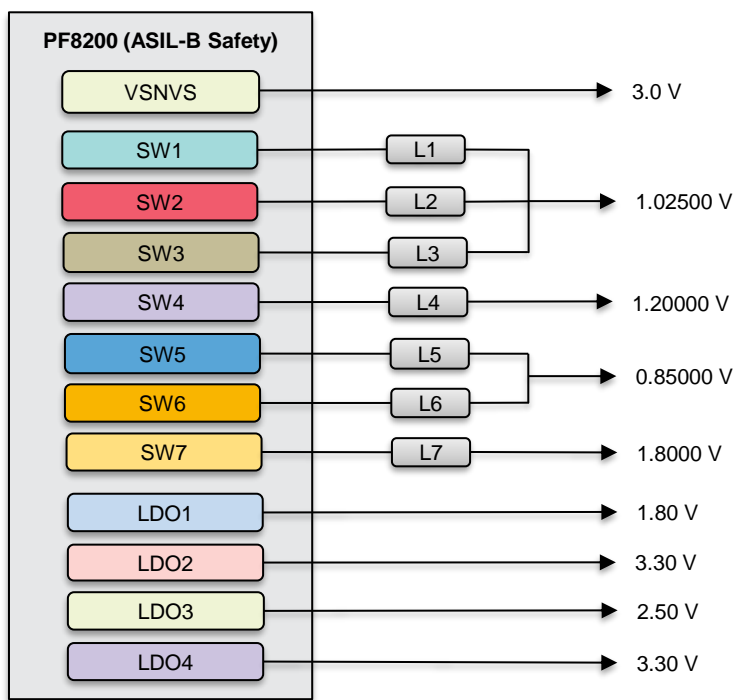 PF8200 (ASIL-B Safety)
VSNVS
3.0 V
SW1
L1
SW2
L2
1.02500 V
SW3
L3
SW4
L4
1.20000 V
SW5
L5
0.85000 V
SW6
L6
SW7
L7
1.8000 V
LDO1
1.80 V
LDO2
3.30 V
LDO3
2.50 V
LDO4
3.30 V